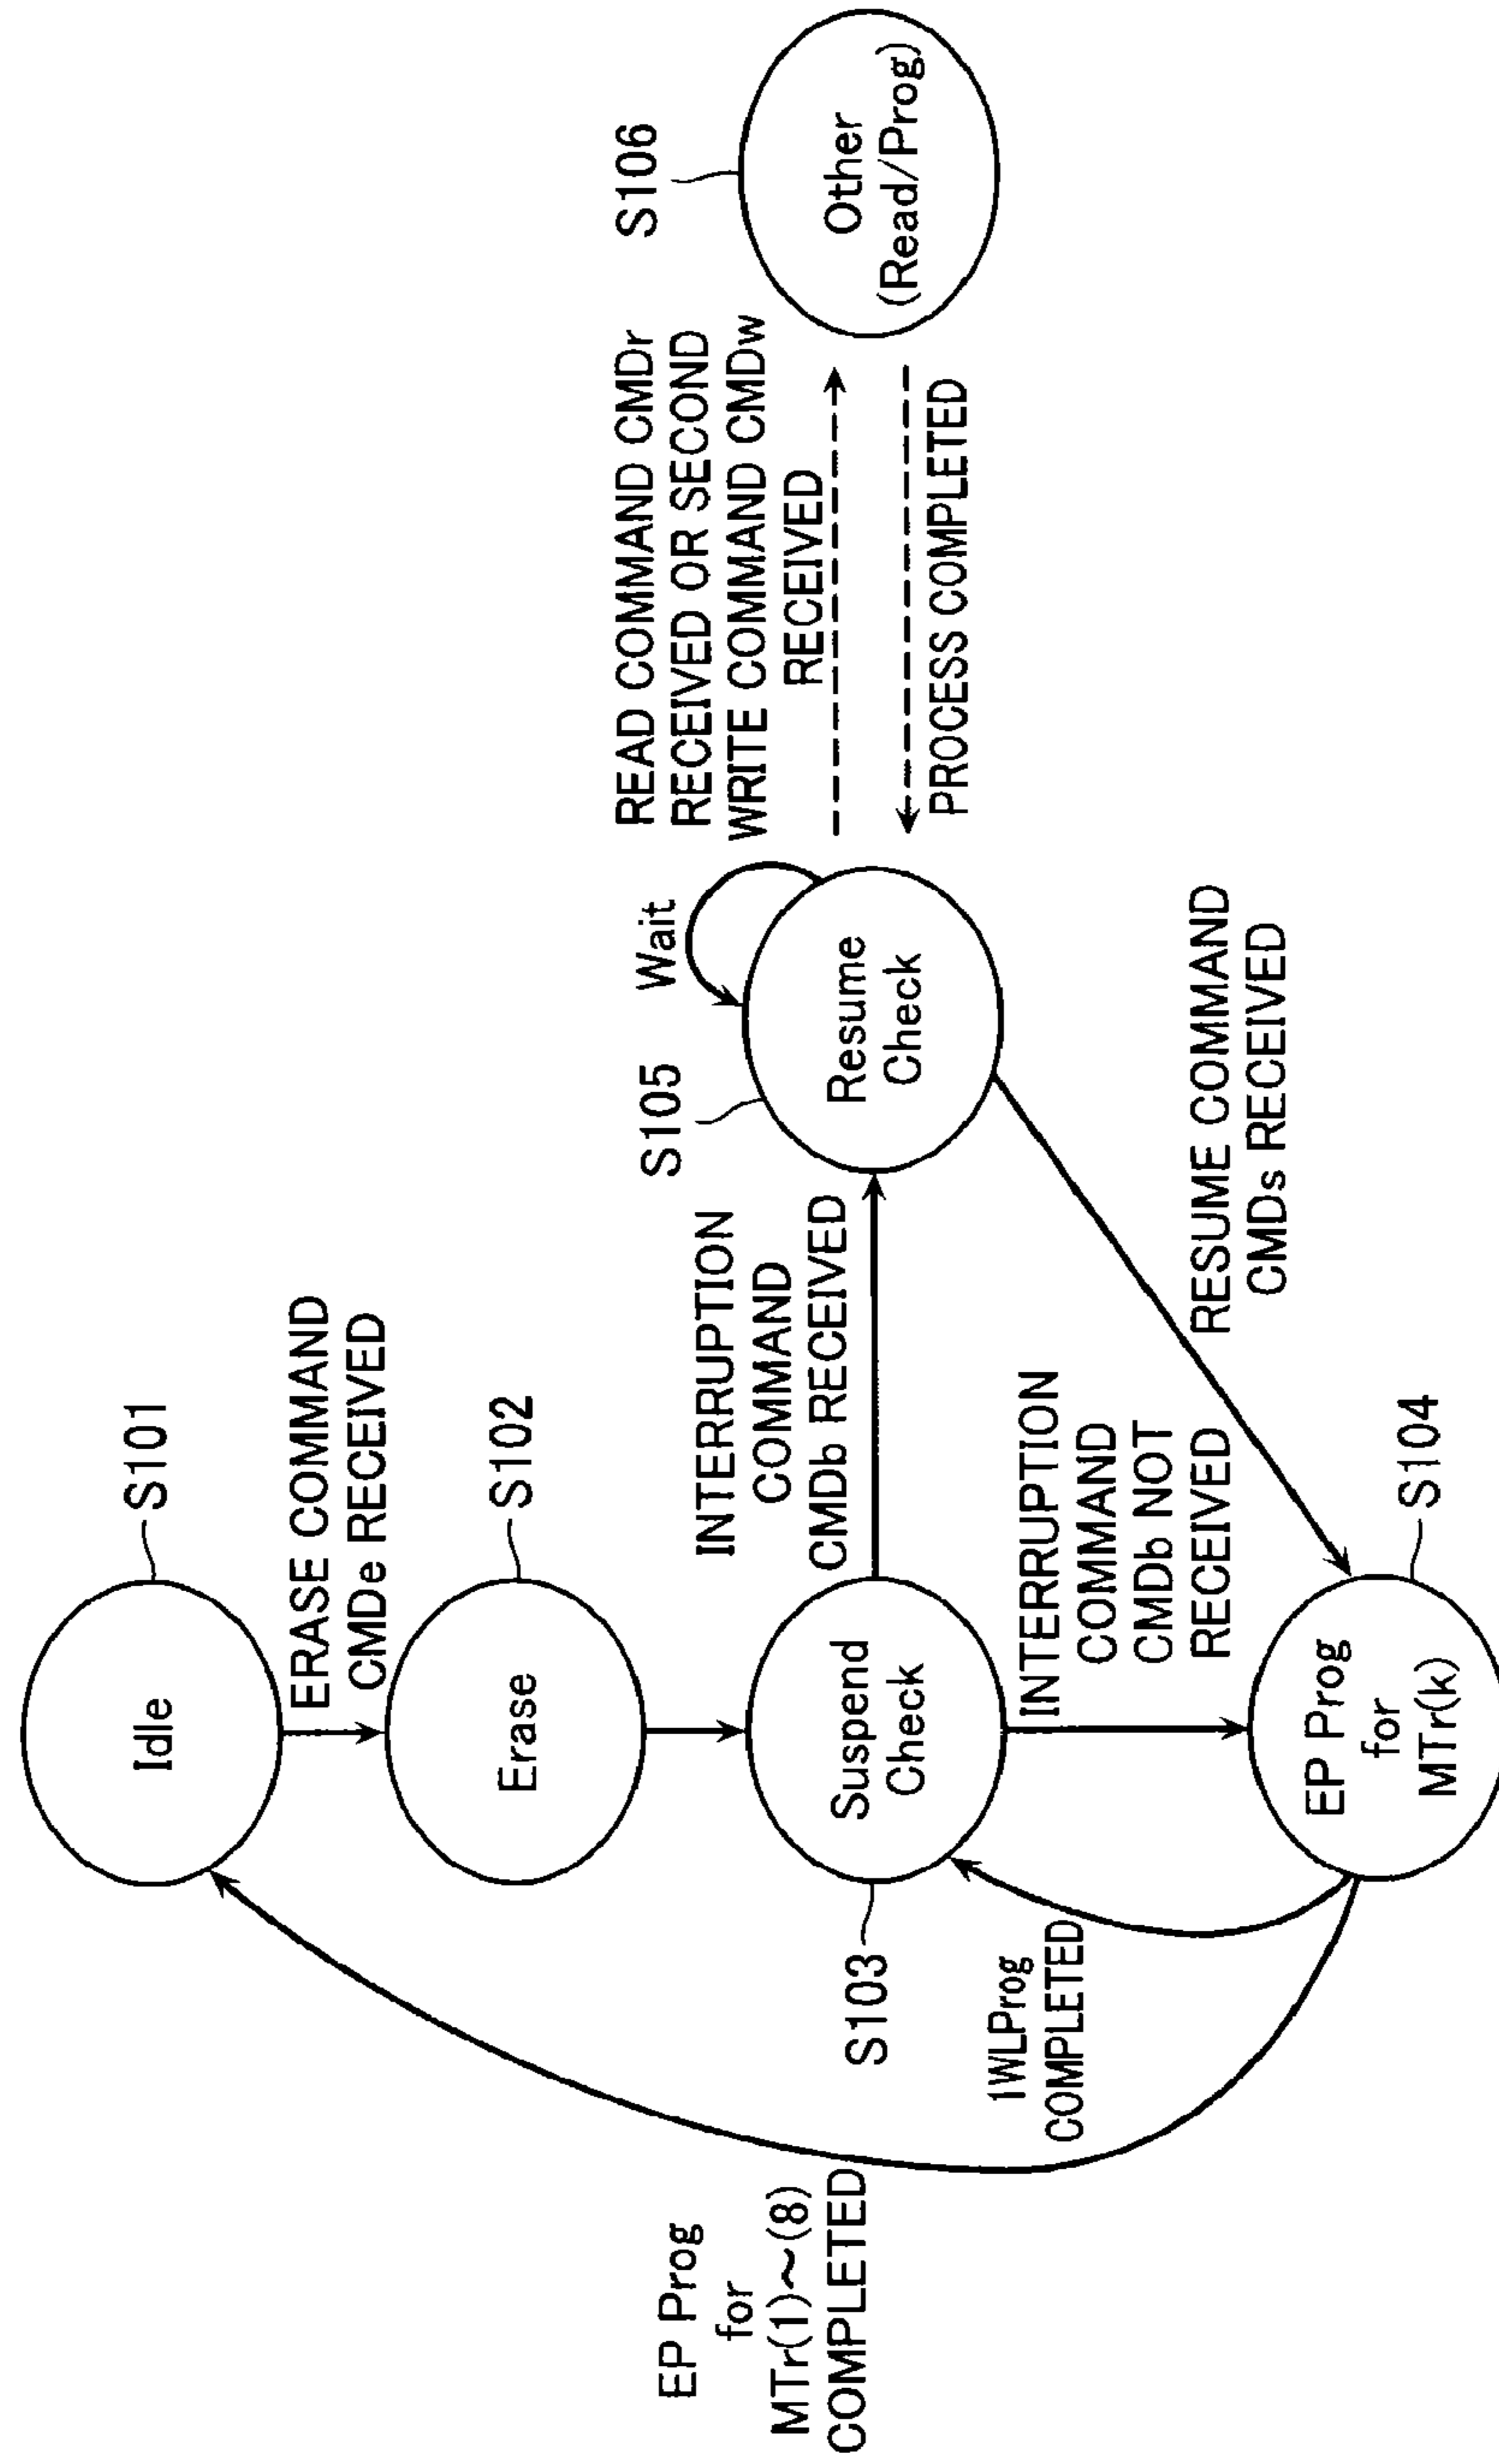 S101
Idle
ERASE COMMAND
CMDe RECEIVED
S102
Erase
INTERRUPTION
COMMAND
CMDb RECEIVED
S103
Suspend
Check
INTERRUPTION
COMMAND
CMDb NOT
RECEIVED
S104
EP Prog
for
MTr(k)
1WLProg
COMPLETED
EP Prog
for
MTr(1)~(8)
COMPLETED
S105
Wait
Resume
Check
RESUME COMMAND
CMDs RECEIVED
READ COMMAND CMDr
RECEIVED OR SECOND
WRITE COMMAND CMDw
RECEIVED
PROCESS COMPLETED
S106
Other
(Read/Prog)